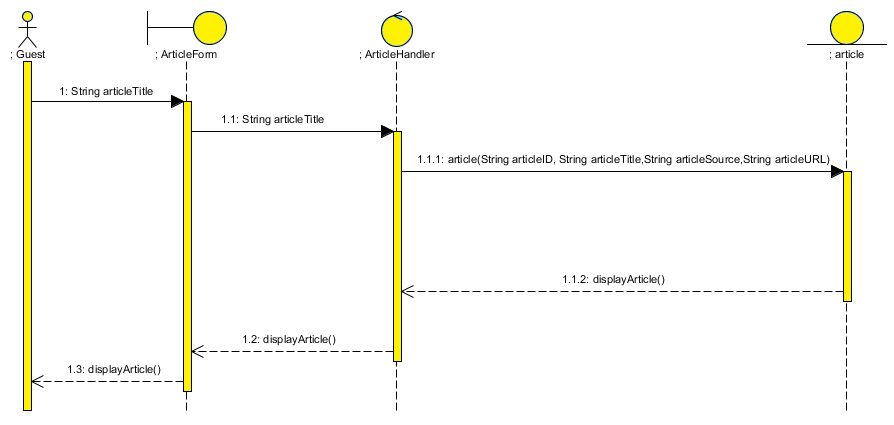 ; Guest
; ArticleForm
; ArticleHandler
; article
1: String articleTitle
1.1: String articleTitle
1.1.1: article(String articleID, String articleTitle,String articleSource,String articleURL)
1.1.2: displayArticle()
1.2: displayArticle()
1.3: displayArticle()